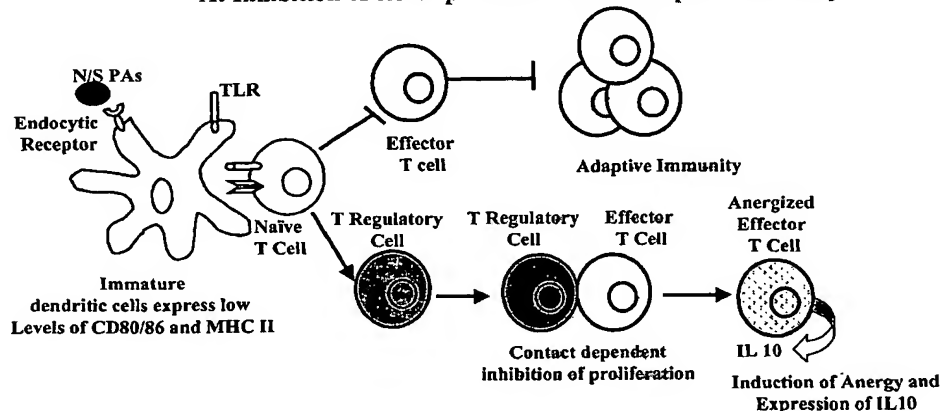 N/S PAs
TLR
Endocytic
Receptor
Effector
T cell
Adaptive Immunity
Naïve
T Cell
T Regulatory
Cell
T Regulatory
Cell
Effector
T Cell
Anergized
Effector
T Cell
Immature
dendritic cells express low
Levels of CD80/86 and MHC II
Contact dependent
inhibition of proliferation
IL 10
Induction of Anergy and
Expression of IL10